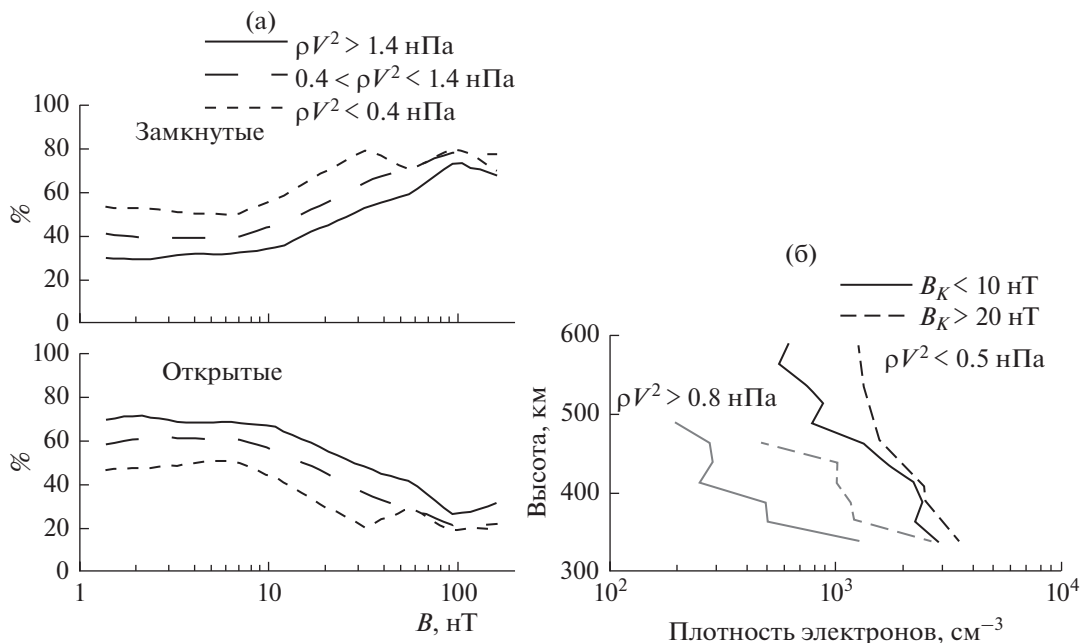 (а)
ρV² > 1.4 нПа
0.4 < ρV² < 1.4 нПа
ρV² < 0.4 нПа
100
80
60
40
20
0
%
Замкнутые
100
80
60
40
20
0
%
Открытые
1
10
100
B, нТ
(б)
B_K < 10 нТ
B_K > 20 нТ
ρV² < 0.5 нПа
ρV² > 0.8 нПа
600
500
400
300
Высота, км
10²
10³
10⁴
Плотность электронов, см⁻³